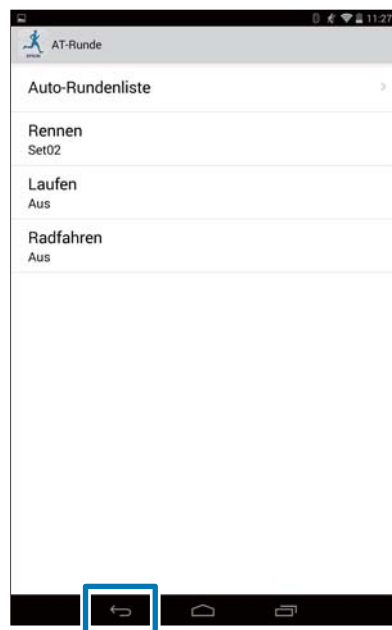 11:27
AT-Runde
Auto-Rundenliste
Rennen
Set02
Laufen
Aus
Radfahren
Aus